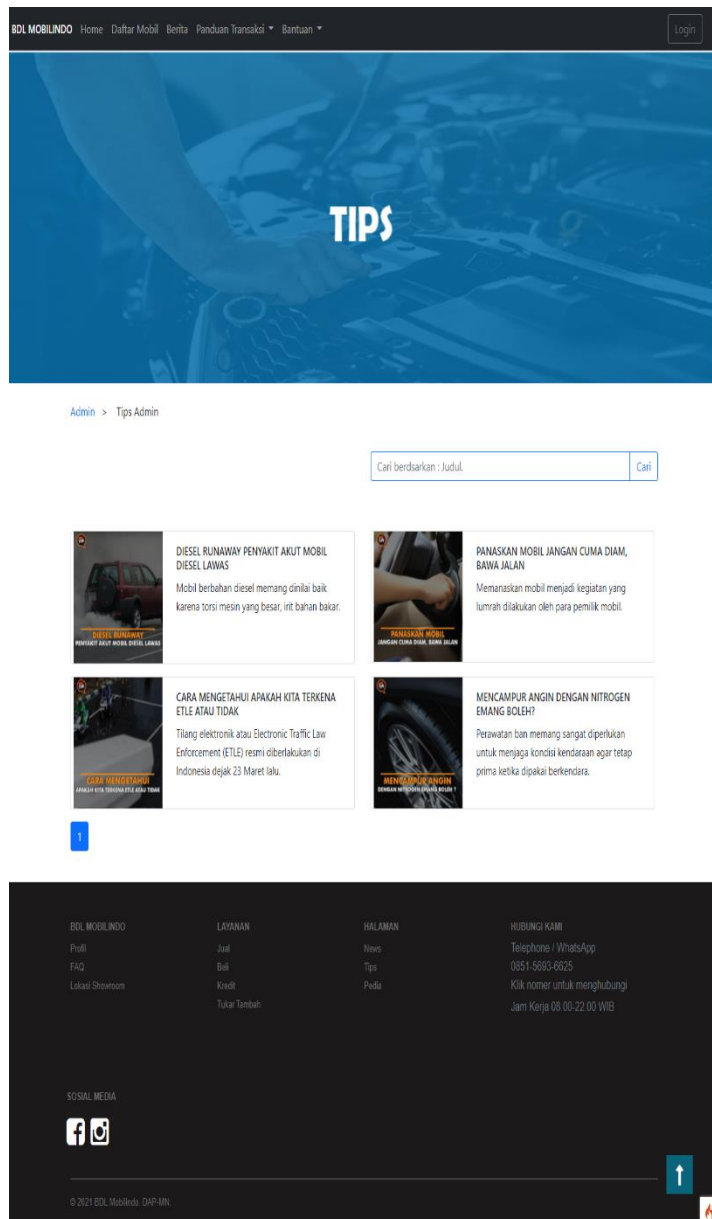 BDL MOBILINDO Home Daftar Mobil Berita Panduan Transaksi Bantuan Login
TIPS
Admin > Tips Admin
Cari berdsarkan : Judul. Cari
DIESEL RUNAWAY
PENYAKIT AKUT MOBIL DIESEL LAWAS
DIESEL RUNAWAY PENYAKIT AKUT MOBIL
DIESEL LAWAS
Mobil berbahan diesel memang dinilai baik
karena torsi mesin yang besar, irit bahan bakar.
PANASKAN MOBIL
JANGAN CUMA DIAM, BAWA JALAN
PANASKAN MOBIL JANGAN CUMA DIAM,
BAWA JALAN
Memanaskan mobil menjadi kegiatan yang
lumrah dilakukan oleh para pemilik mobil.
CARA MENGETAHUI
APAKAH KITA TERKENA ETLE ATAU TIDAK
CARA MENGETAHUI APAKAH KITA TERKENA
ETLE ATAU TIDAK
Tilang elektronik atau Electronic Traffic Law
Enforcement (ETLE) resmi diberlakukan di
Indonesia dejak 23 Maret lalu.
MENCAMPUR ANGIN
DENGAN NITROGEN EMANG BOLEH ?
MENCAMPUR ANGIN DENGAN NITROGEN
EMANG BOLEH?
Perawatan ban memang sangat diperlukan
untuk menjaga kondisi kendaraan agar tetap
prima ketika dipakai berkendara.
1
BDL MOBILINDO
Profil
FAQ
Lokasi Showroom
LAYANAN
Jual
Beli
Kredit
Tukar Tambah
HALAMAN
News
Tips
Pedia
HUBUNGI KAMI
Telephone / WhatsApp
0851-5693-6625
Klik nomer untuk menghubungi
Jam Kerja 08.00-22.00 WIB
SOSIAL MEDIA
© 2021 BDL Mobilindo. DAP-MN.